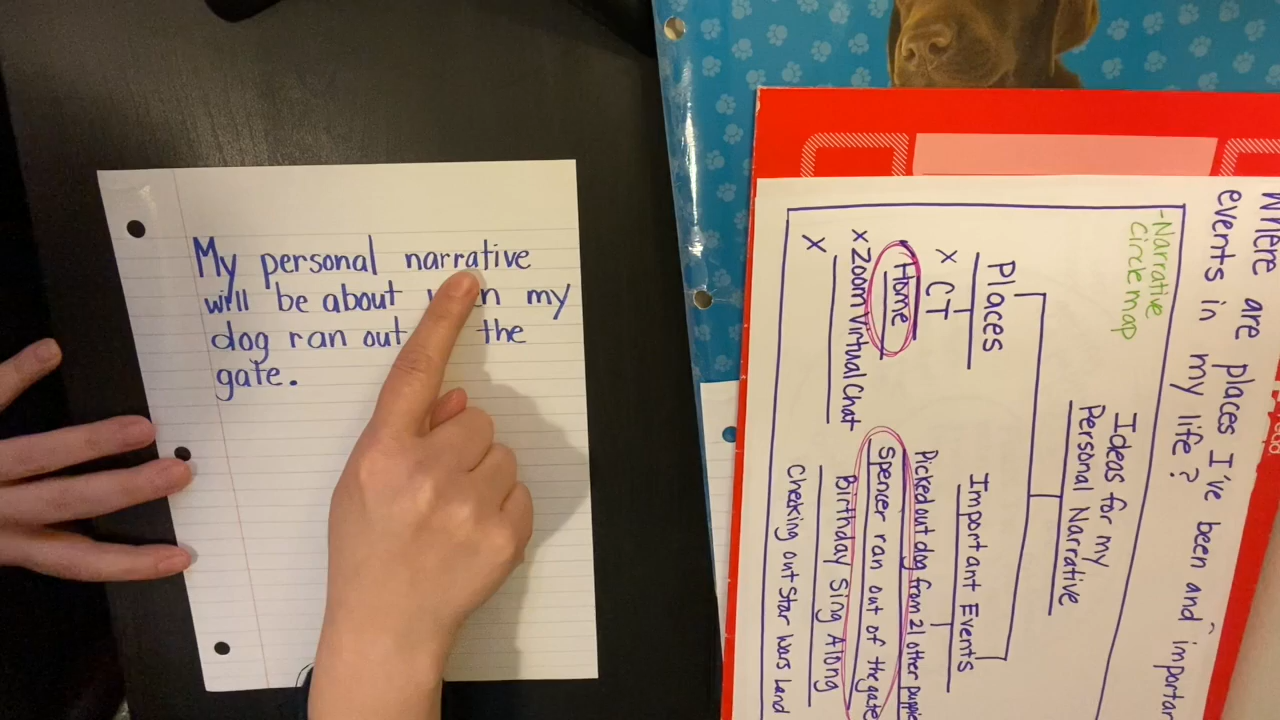 My personal narrative
will be about my
dog ran out the
gate.
Where are places I've been and
events in my life?
-Narrative
circle map
Ideas for my
Personal Narrative
Places
x CT
Home
x Zoom Virtual Chat
x
Important Events
Picked out dog from 21 other
Spencer ran out of the gate
Birthday Sing Along
Checking out Star Wars Land